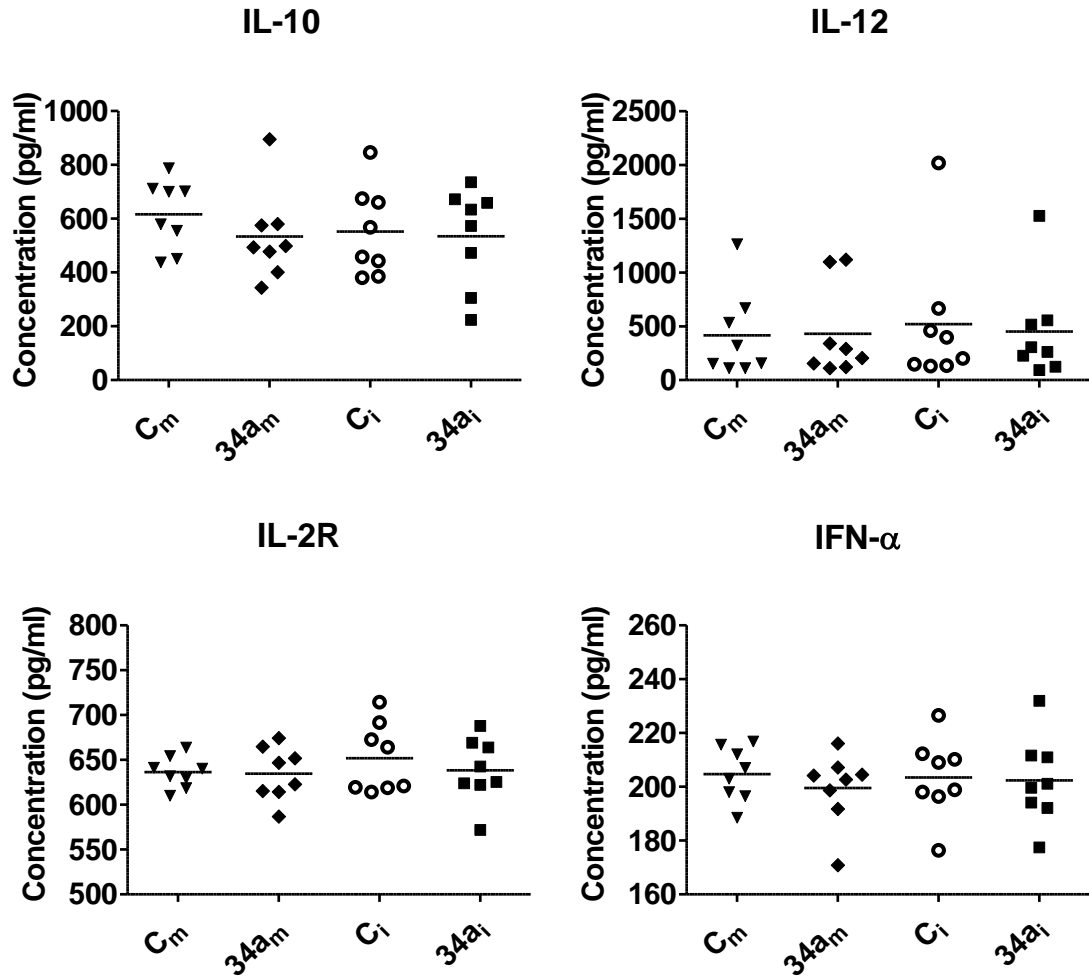 IL-10
Concentration (pg/ml)
1000
800
600
400
200
0
Cm
34am
Ci
34ai
IL-12
Concentration (pg/ml)
2500
2000
1500
1000
500
0
Cm
34am
Ci
34ai
IL-2R
Concentration (pg/ml)
800
750
700
650
600
550
500
Cm
34am
Ci
34ai
IFN-α
Concentration (pg/ml)
260
240
220
200
180
160
Cm
34am
Ci
34ai